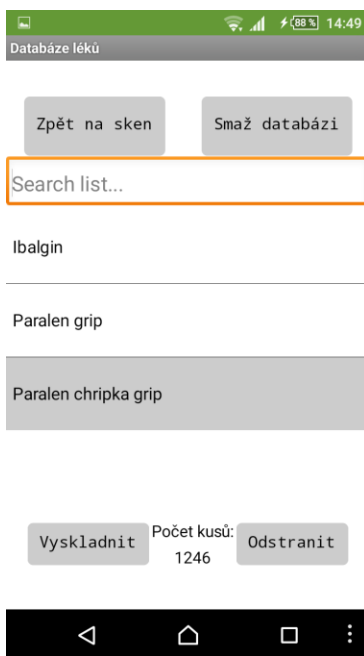 88% 14:49
Databáze léků
Zpět na sken Smaž databázi
Search list...
Ibalgin
Paralen grip
Paralen chripka grip
Vyskladnit Počet kusů: Odstranit
1246